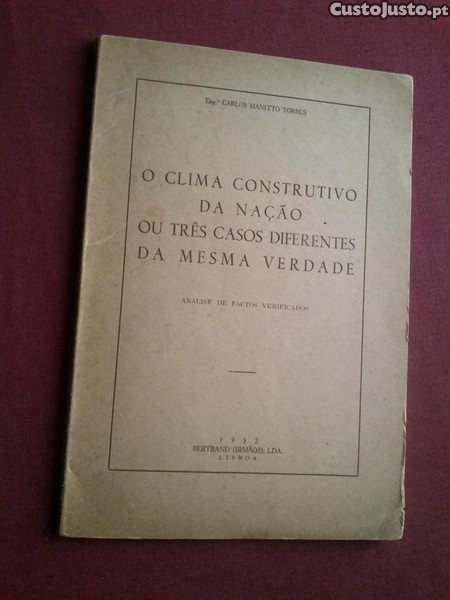 CustoJusto.pt
Eng.º CARLOS MANITTO TORRES
O CLIMA CONSTRUTIVO
DA NAÇÃO
OU TRÊS CASOS DIFERENTES
DA MESMA VERDADE
ANÁLISE DE FACTOS VERIFICADOS
1952
BERTRAND (IRMÃOS), LDA.
LISBOA